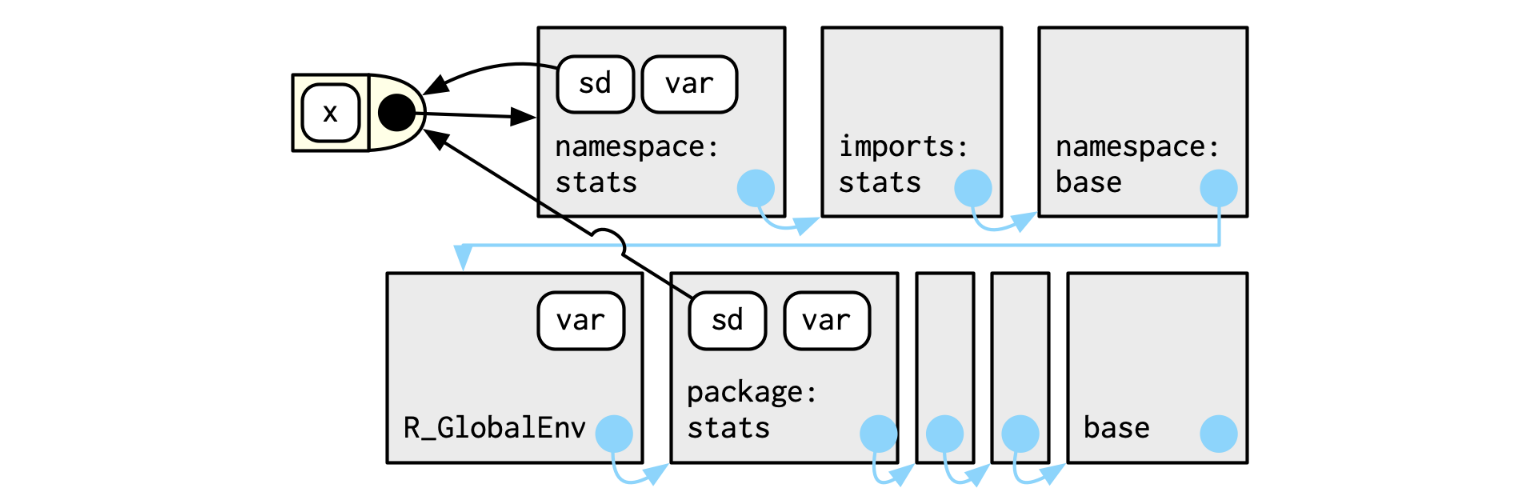 x
sd var
namespace:
stats
imports:
stats
namespace:
base
var
R_GlobalEnv
sd var
package:
stats
base